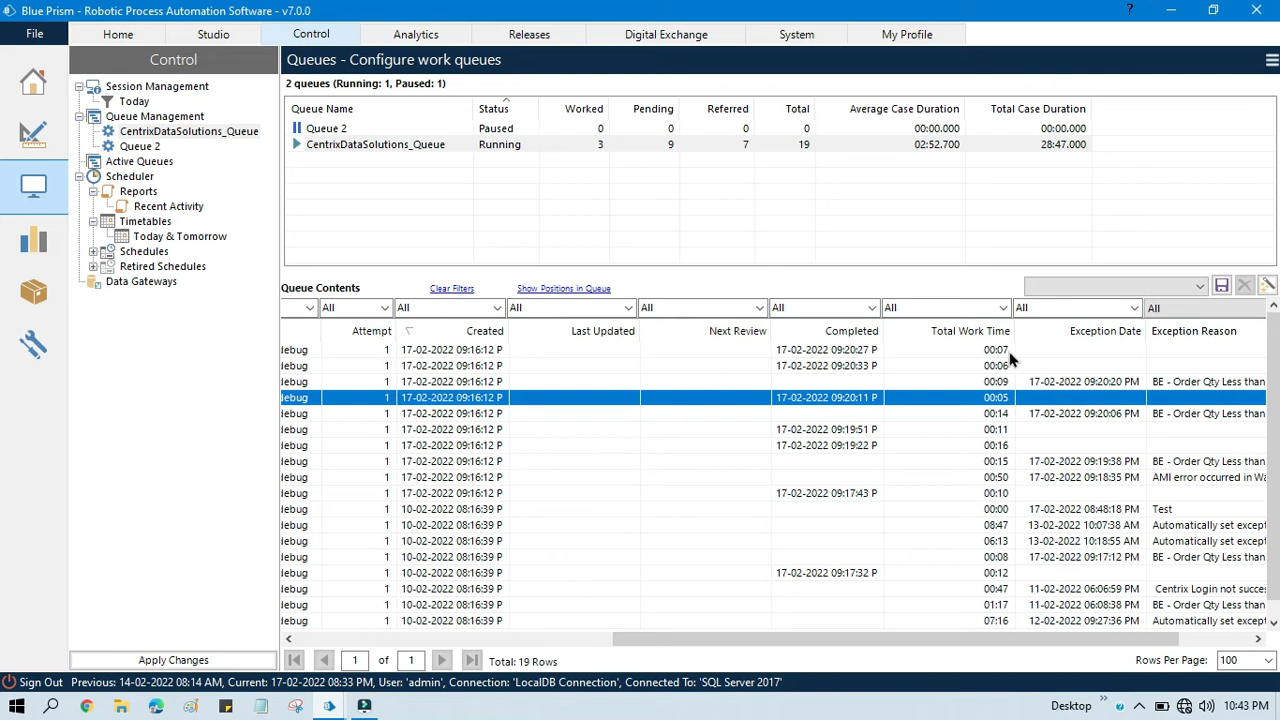 Blue Prism - Robotic Process Automation Software - v7.0.0
?
File Home Studio Control Analytics Releases Digital Exchange System My Profile
Control
Queues - Configure work queues
2 queues (Running: 1, Paused: 1)
Session Management
Today
Queue Management
CentrixDataSolutions_Queue
Queue 2
Active Queues
Scheduler
Reports
Recent Activity
Timetables
Today & Tomorrow
Schedules
Retired Schedules
Data Gateways
Apply Changes
Queue Name Status Worked Pending Referred Total Average Case Duration Total Case Duration
Queue 2 Paused 0 0 0 0 00:00.000 00:00.000
CentrixDataSolutions_Queue Running 3 9 7 19 02:52.700 28:47.000
Queue Contents Clear Filters Show Positions in Queue
All All All All All All All All
Attempt Created Last Updated Next Review Completed Total Work Time Exception Date Exception Reason
debug 1 17-02-2022 09:16:12 P 17-02-2022 09:20:27 P 00:07
debug 1 17-02-2022 09:16:12 P 17-02-2022 09:20:33 P 00:06
debug 1 17-02-2022 09:16:12 P 00:09 17-02-2022 09:20:20 PM BE - Order Qty Less than
debug 1 17-02-2022 09:16:12 P 17-02-2022 09:20:11 P 00:05
debug 1 17-02-2022 09:16:12 P 00:14 17-02-2022 09:20:06 PM BE - Order Qty Less than
debug 1 17-02-2022 09:16:12 P 17-02-2022 09:19:51 P 00:11
debug 1 17-02-2022 09:16:12 P 17-02-2022 09:19:22 P 00:16
debug 1 17-02-2022 09:16:12 P 00:15 17-02-2022 09:19:38 PM BE - Order Qty Less than
debug 1 17-02-2022 09:16:12 P 00:50 17-02-2022 09:18:35 PM AMI error occurred in Wa
debug 1 17-02-2022 09:16:12 P 17-02-2022 09:17:43 P 00:10
debug 1 10-02-2022 08:16:39 P 00:00 17-02-2022 08:48:18 PM Test
debug 1 10-02-2022 08:16:39 P 08:47 13-02-2022 10:07:38 AM Automatically set except
debug 1 10-02-2022 08:16:39 P 06:13 13-02-2022 10:18:55 AM Automatically set except
debug 1 10-02-2022 08:16:39 P 00:08 17-02-2022 09:17:12 PM BE - Order Qty Less than
debug 1 10-02-2022 08:16:39 P 17-02-2022 09:17:32 P 00:12
debug 1 10-02-2022 08:16:39 P 00:47 11-02-2022 06:06:59 PM Centrix Login not succes
debug 1 10-02-2022 08:16:39 P 01:17 11-02-2022 06:08:38 PM BE - Order Qty Less than
debug 1 10-02-2022 08:16:39 P 07:16 12-02-2022 09:27:36 PM Automatically set except
1 of 1 Total: 19 Rows Rows Per Page: 100
Sign Out Previous: 14-02-2022 08:14 AM, Current: 17-02-2022 08:33 PM, User: 'admin', Connection: 'LocalDB Connection', Connected To: 'SQL Server 2017'
Desktop 10:43 PM